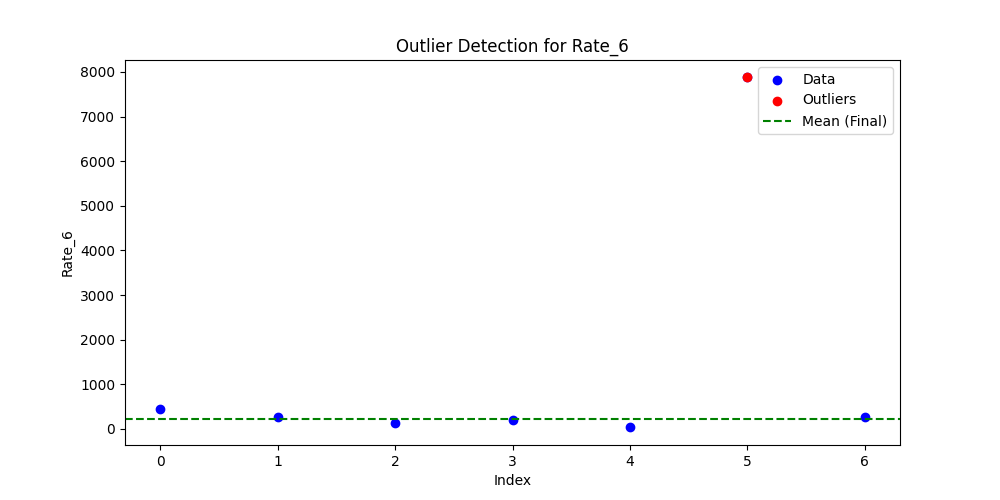 Outlier Detection for Rate_6
8000
7000
6000
5000
4000
3000
2000
1000
0
Rate_6
Data
Outliers
Mean (Final)
0 1 2 3 4 5 6
Index